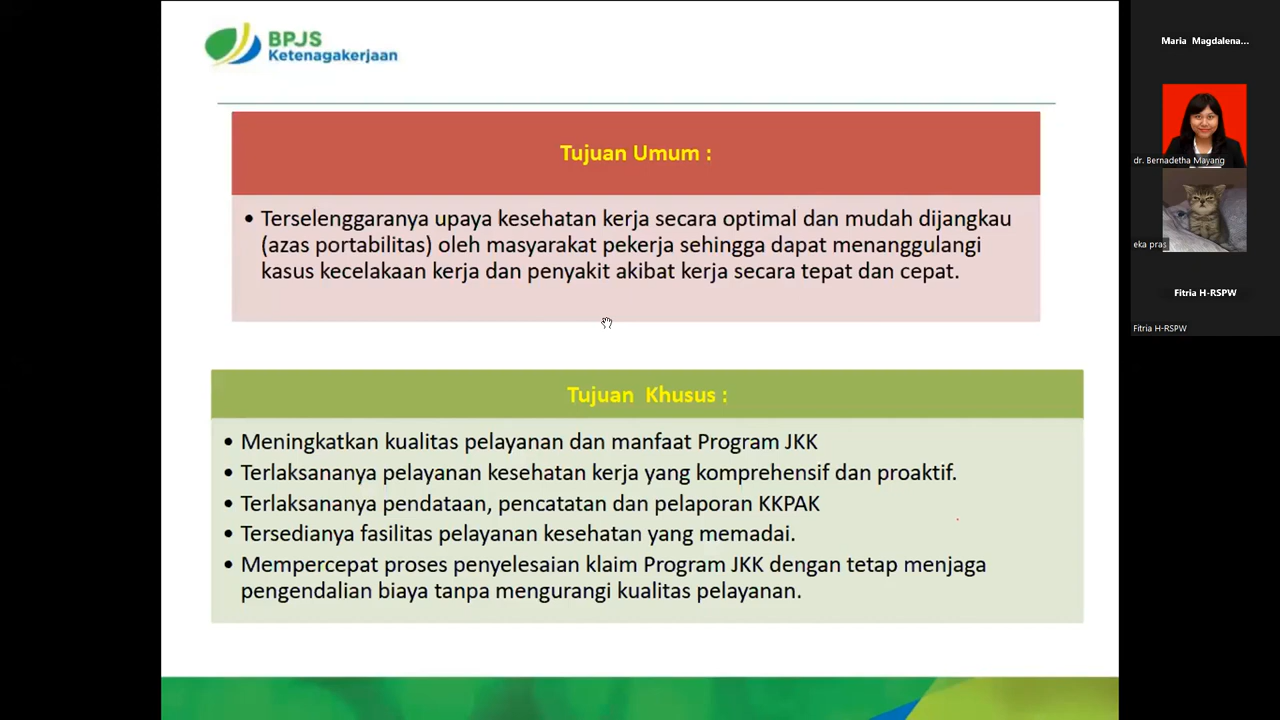 BPJS
Ketenagakerjaan
Tujuan Umum :
• Terselenggaranya upaya kesehatan kerja secara optimal dan mudah dijangkau
(azas portabilitas) oleh masyarakat pekerja sehingga dapat menanggulangi
kasus kecelakaan kerja dan penyakit akibat kerja secara tepat dan cepat.
Tujuan Khusus :
• Meningkatkan kualitas pelayanan dan manfaat Program JKK
• Terlaksananya pelayanan kesehatan kerja yang komprehensif dan proaktif.
• Terlaksananya pendataan, pencatatan dan pelaporan KKPAK
• Tersedianya fasilitas pelayanan kesehatan yang memadai.
• Mempercepat proses penyelesaian klaim Program JKK dengan tetap menjaga
pengendalian biaya tanpa mengurangi kualitas pelayanan.
Maria Magdalena...
dr. Bernadetha Mayang
eka pras
Fitria H-RSPW
Fitria H-RSPW